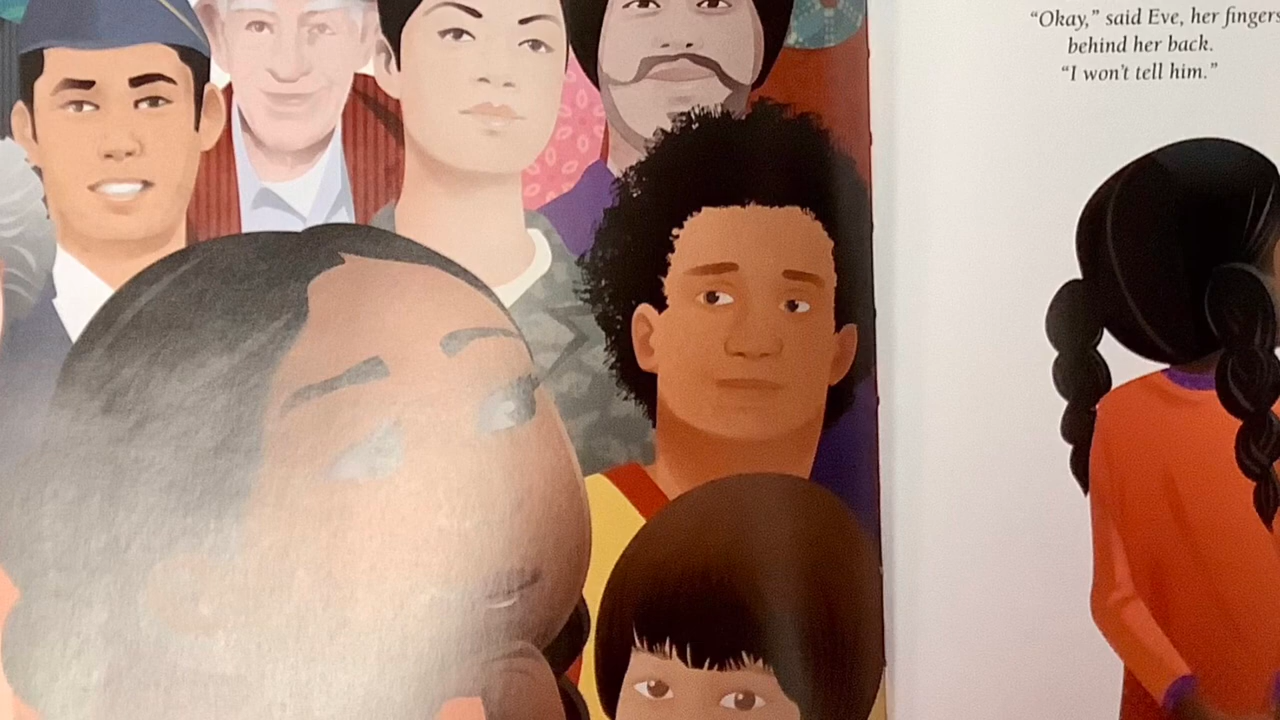 “Okay,” said Eve, her fingers
behind her back.
“I won’t tell him.”